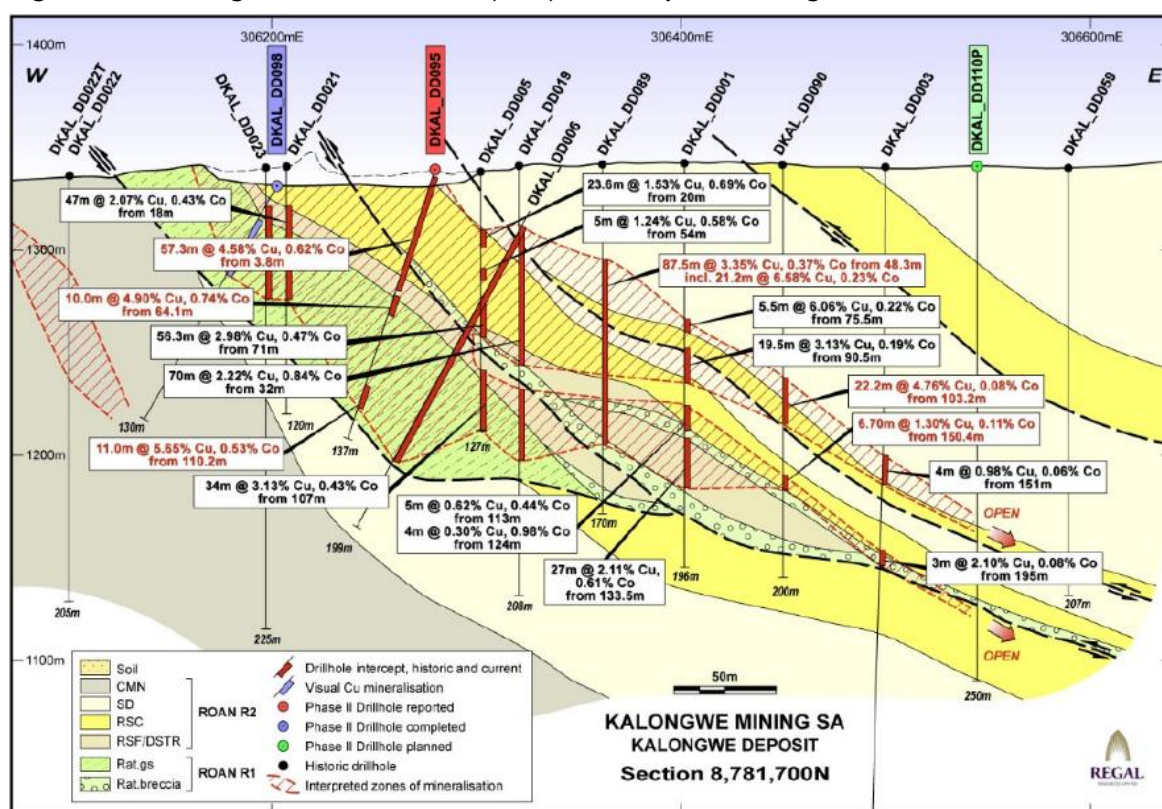 306200mE
306400mE
306600mE
1400m
W
E
DKAL_DD022T
DKAL_DD022
DKAL_DD023
DKAL_DD098
DKAL_DD021
DKAL_DD095
DKAL_DD005
DKAL_DD019
DKAL_DD006
DKAL_DD089
DKAL_DD001
DKAL_DD090
DKAL_DD003
DKAL_DD110P
DKAL_DD050
47m @ 2.07% Cu, 0.43% Co
from 18m
23.6m @ 1.53% Cu, 0.69% Co
from 20m
5m @ 1.24% Cu, 0.58% Co
from 54m
1300m
57.3m @ 4.58% Cu, 0.62% Co
from 3.8m
87.5m @ 3.35% Cu, 0.37% Co from 48.3m
incl. 21.2m @ 6.58% Cu, 0.23% Co
10.0m @ 4.90% Cu, 0.74% Co
from 64.1m
5.5m @ 6.06% Cu, 0.22% Co
from 75.5m
56.3m @ 2.98% Cu, 0.47% Co
from 71m
19.5m @ 3.13% Cu, 0.19% Co
from 90.5m
70m @ 2.22% Cu, 0.84% Co
from 32m
22.2m @ 4.76% Cu, 0.08% Co
from 103.2m
6.70m @ 1.30% Cu, 0.11% Co
from 150.4m
130m
120m
137m
127m
1200m
11.0m @ 5.55% Cu, 0.53% Co
from 110.2m
4m @ 0.98% Cu, 0.06% Co
from 151m
34m @ 3.13% Cu, 0.43% Co
from 107m
5m @ 0.62% Cu, 0.44% Co
from 113m
4m @ 0.30% Cu, 0.98% Co
from 124m
170m
OPEN
199m
27m @ 2.11% Cu,
0.61% Co
from 133.5m
196m
200m
3m @ 2.10% Cu, 0.08% Co
from 195m
205m
208m
207m
225m
OPEN
1100m
250m
50m
Soil
CMN
SD
RSC
RSF/DSTR
ROAN R2
Rat.gs
Rat.breccia
ROAN R1
Drillhole intercept, historic and current
Visual Cu mineralisation
Phase II Drillhole reported
Phase II Drillhole completed
Phase II Drillhole planned
Historic drillhole
Interpreted zones of mineralisation
KALONGWE MINING SA
KALONGWE DEPOSIT
Section 8,781,700N
REGAL